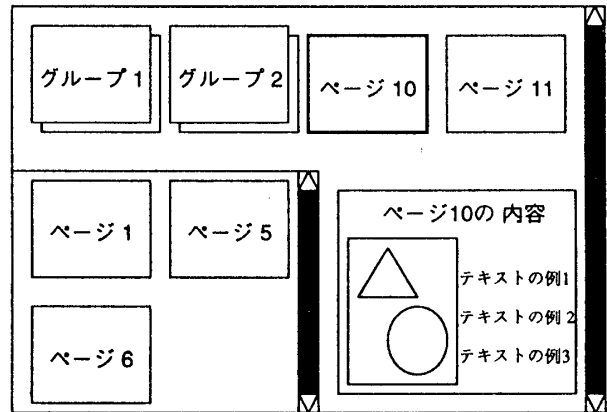 グループ 1
グループ 2
ページ 10
ページ 11
ページ 1
ページ 5
ページ 6
ページ10の 内容
テキストの例1
テキストの例 2
テキストの例3